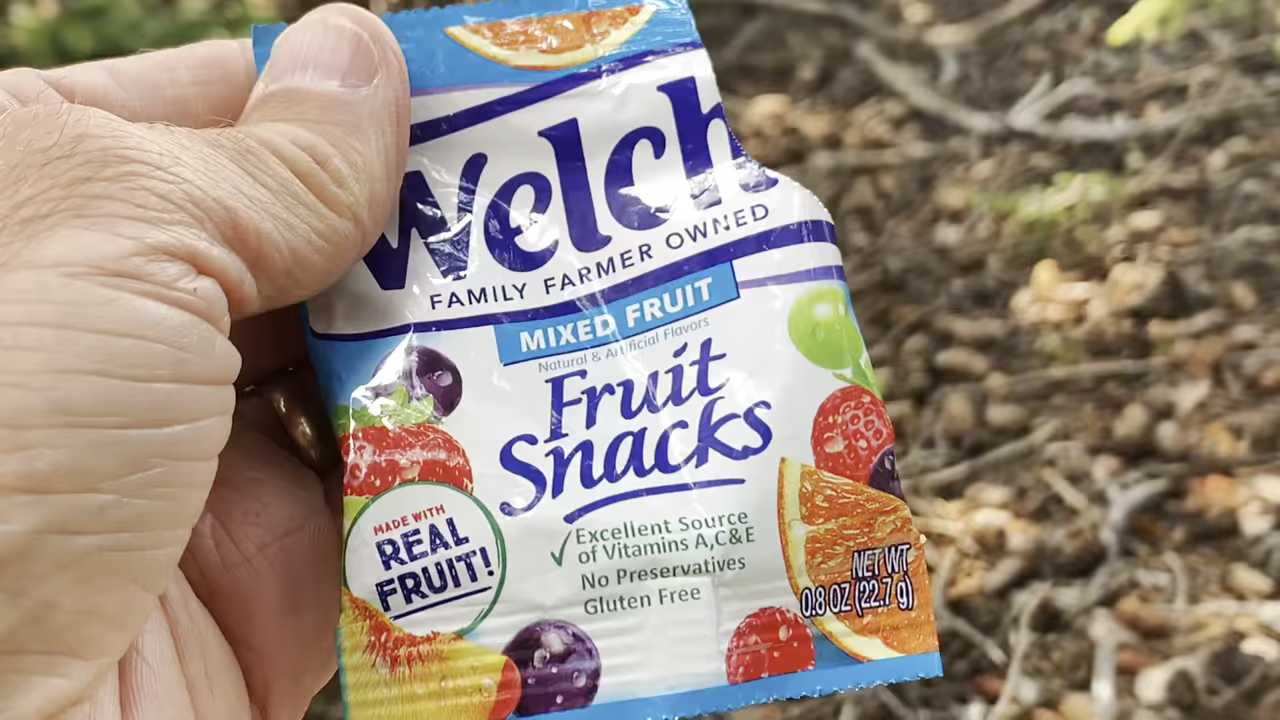 Welch
FAMILY FARMER OWNED
MIXED FRUIT
Natural & Artificial Flavors
Fruit
Snacks
MADE WITH
REAL
FRUIT!
✓ Excellent Source
of Vitamins A,C&E
No Preservatives
Gluten Free
NET WT
0.8 OZ (22.7 g)